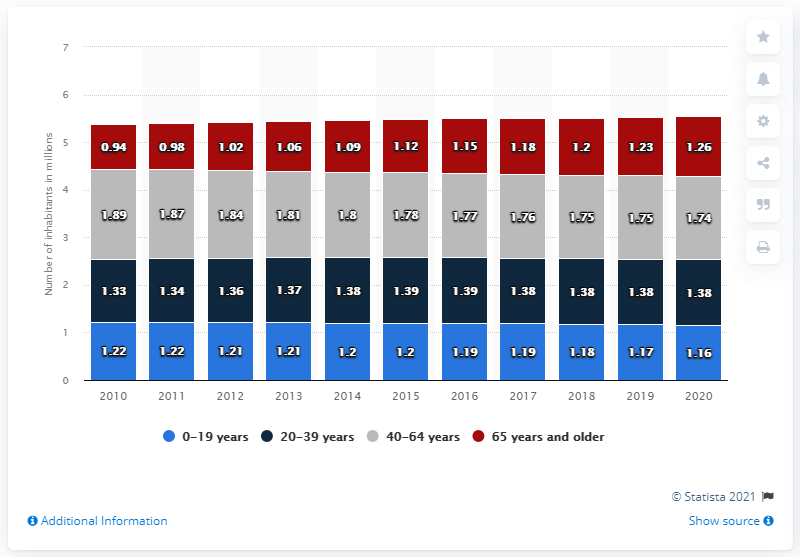 7
6
5
4
3
2
1
0
Number of inhabitants in millions
0.94 0.98 1.02 1.06 1.09 1.12 1.15 1.18 1.2 1.23 1.26
1.89 1.87 1.84 1.81 1.8 1.78 1.77 1.76 1.75 1.75 1.74
1.33 1.34 1.36 1.37 1.38 1.39 1.39 1.38 1.38 1.38 1.38
1.22 1.22 1.21 1.21 1.2 1.2 1.19 1.19 1.18 1.17 1.16
2010 2011 2012 2013 2014 2015 2016 2017 2018 2019 2020
0-19 years 20-39 years 40-64 years 65 years and older
© Statista 2021
Additional Information Show source